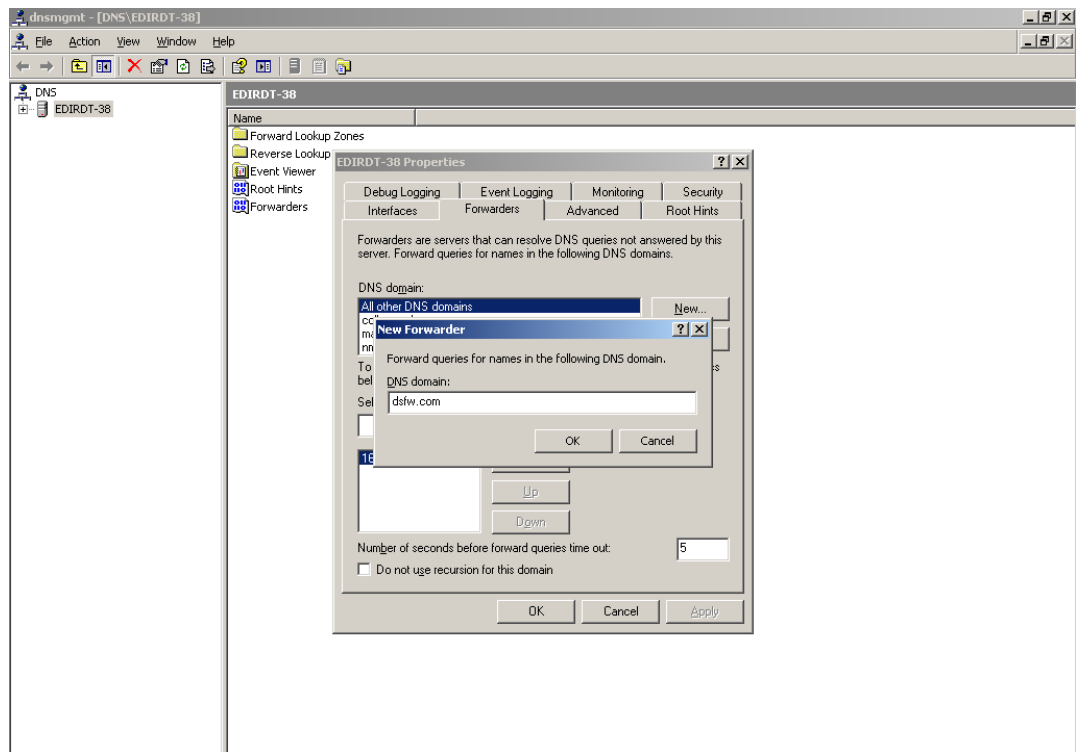 dnsmgmt - [DNS\EDIRDT-38]
File Action View Window Help
DNS
EDIRDT-38
EDIRDT-38
Name
Forward Lookup Zones
Reverse Lookup
Event Viewer
Root Hints
Forwarders
EDIRDT-38 Properties
Debug Logging Event Logging Monitoring Security
Interfaces Forwarders Advanced Root Hints
Forwarders are servers that can resolve DNS queries not answered by this
server. Forward queries for names in the following DNS domains.
DNS domain:
All other DNS domains
New...
New Forwarder
Forward queries for names in the following DNS domain.
DNS domain:
dsfw.com
OK Cancel
To
bel
Sel
Up
Down
Number of seconds before forward queries time out:
5
Do not use recursion for this domain
OK Cancel Apply